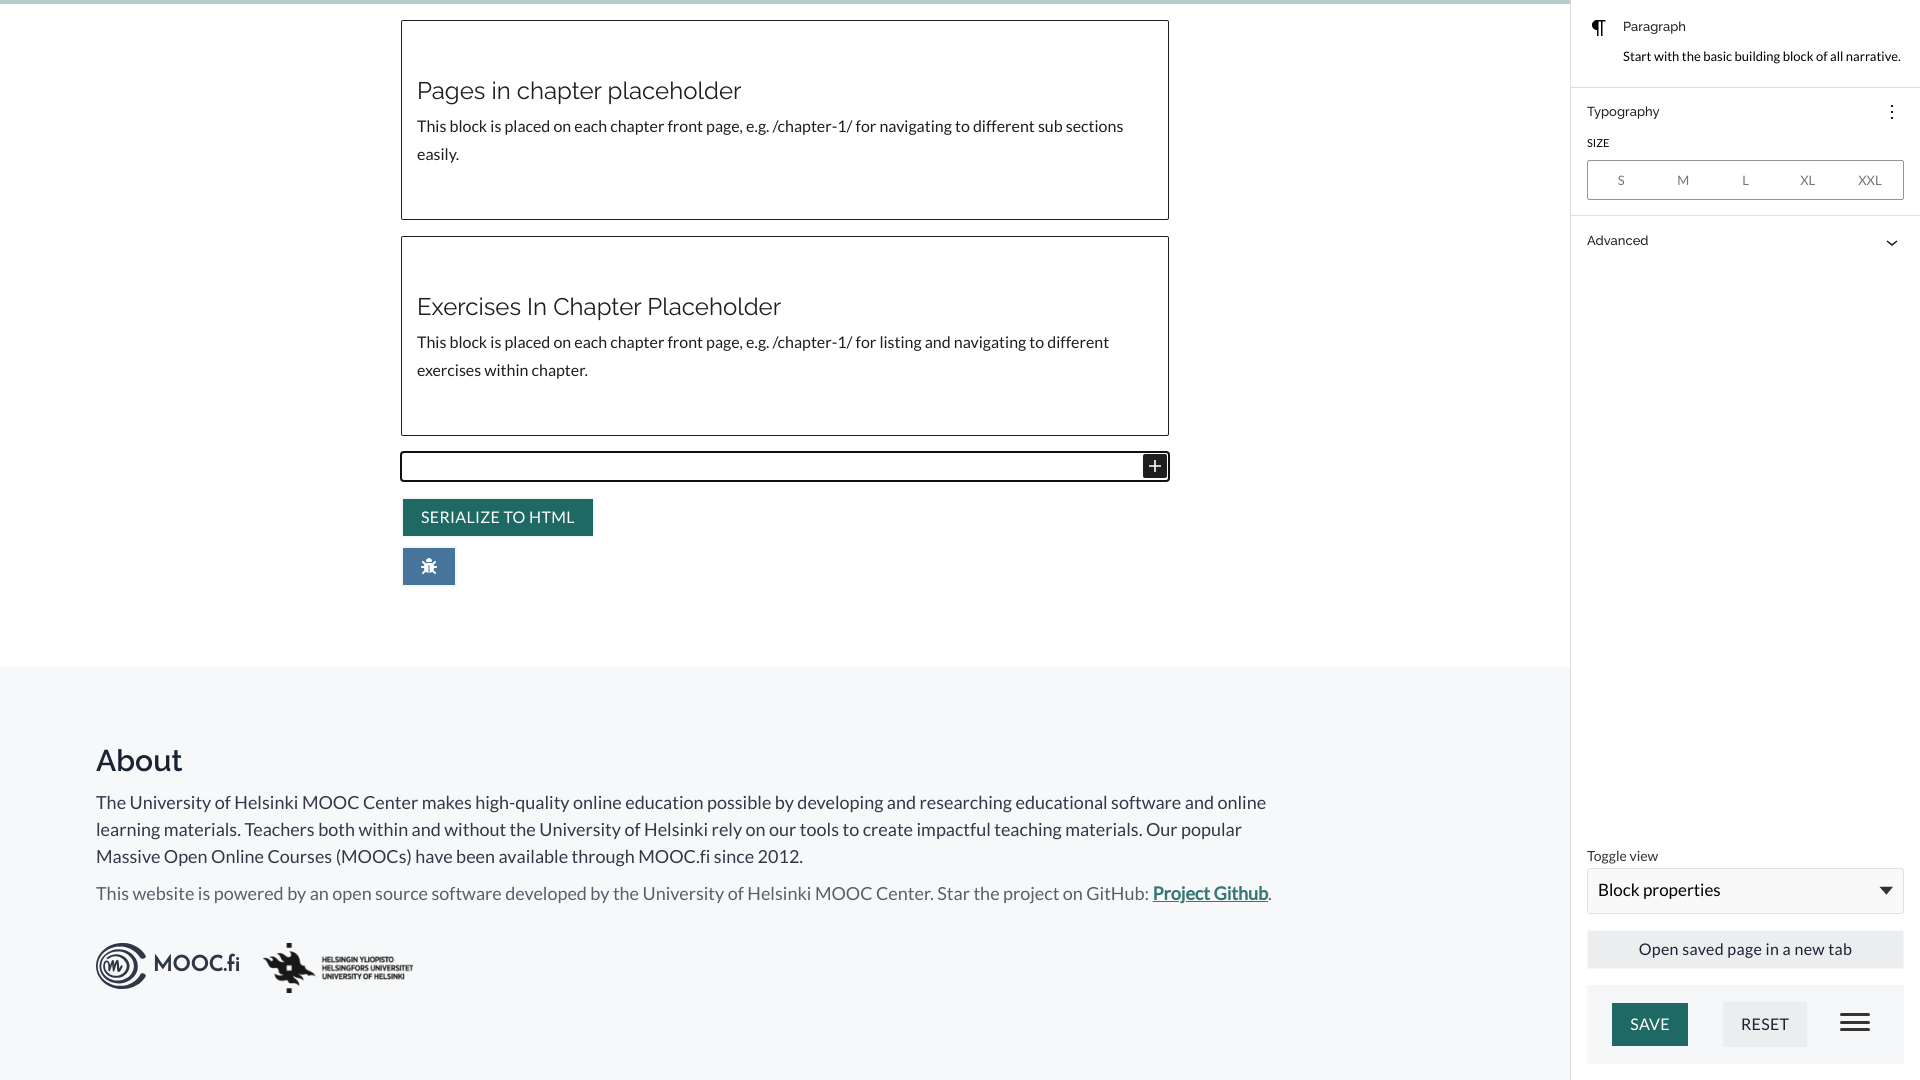 Pages in chapter placeholder
This block is placed on each chapter front page, e.g. /chapter-1/ for navigating to different sub sections
easily.
Exercises In Chapter Placeholder
This block is placed on each chapter front page, e.g. /chapter-1/ for listing and navigating to different
exercises within chapter.
SERIALIZE TO HTML
About
The University of Helsinki MOOC Center makes high-quality online education possible by developing and researching educational software and online
learning materials. Teachers both within and without the University of Helsinki rely on our tools to create impactful teaching materials. Our popular
Massive Open Online Courses (MOOCs) have been available through MOOC.fi since 2012.
This website is powered by an open source software developed by the University of Helsinki MOOC Center. Star the project on GitHub: Project Github.
MOOC.fi
HELSINGIN YLIOPISTO
HELSINGFORS UNIVERSITET
UNIVERSITY OF HELSINKI
Paragraph
Start with the basic building block of all narrative.
Typography
SIZE
S M L XL XXL
Advanced
Toggle view
Block properties
Open saved page in a new tab
SAVE RESET